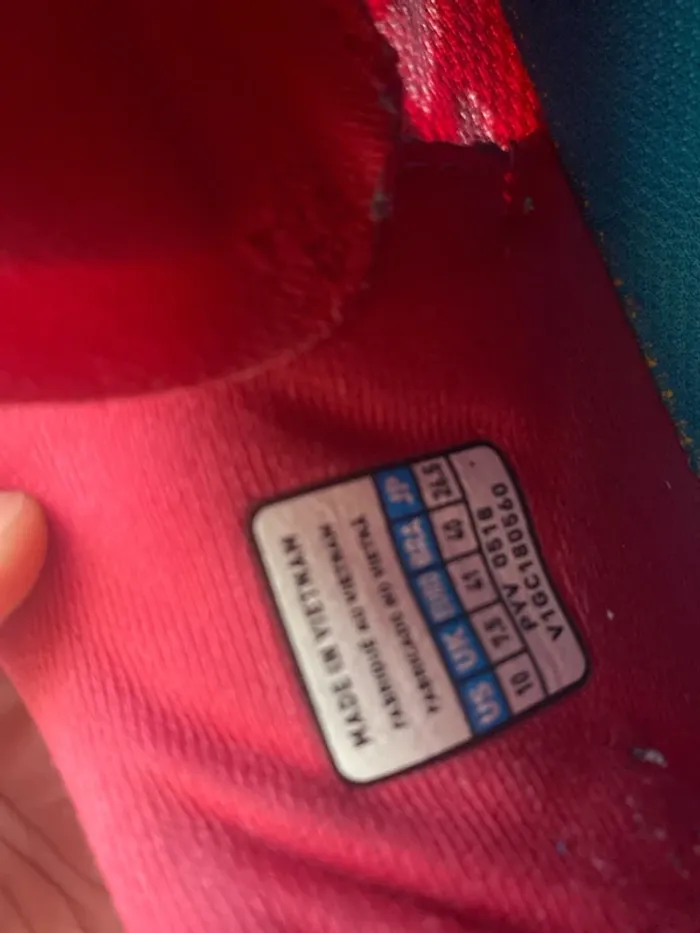 MADE IN VIETNAM
FABRIQUÉ AU VIETNAM
FABRICADO NO VIETNÃ
US UK EUR BRA JP
10 7.5 41 40 26.5
PYV 0518
V1GC180560